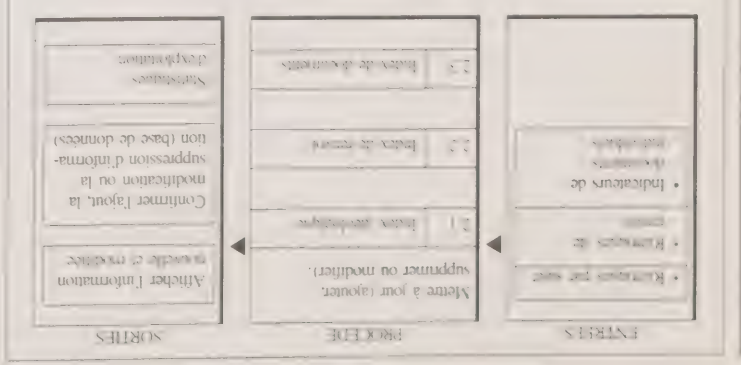 ENTRÉES
• Rubriques par sujet
• Rubriques de
renvoi
• Indicateurs de
documents
individuels
PROCÉDÉ
Mettre à jour (ajouter,
supprimer ou modifier).
2.1 Index
2.2 Index de renvoi
2.3 Index de documents
SORTIES
Afficher l'information
nouvelle et modifiée
Confirmer l'ajout, la
modification ou la
suppression d'informa-
tion (base de données)
Statistiques
d'exploitation